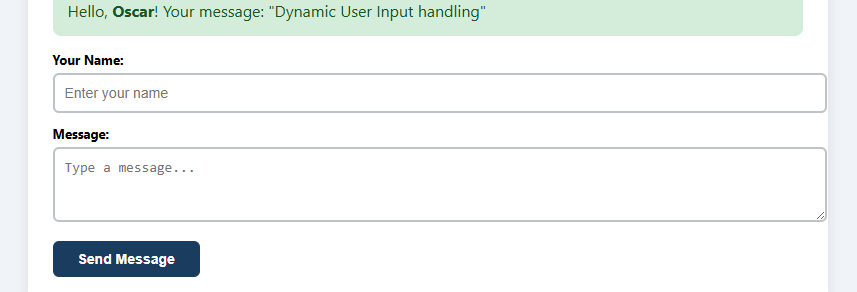 Hello, Oscar! Your message: "Dynamic User Input handling"
Your Name:
Enter your name
Message:
Type a message...
Send Message